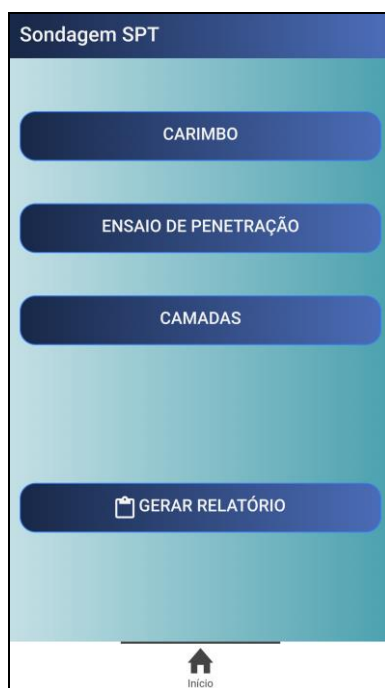 Sondagem SPT
CARIMBO
ENSAIO DE PENETRAÇÃO
CAMADAS
GERAR RELATÓRIO
Início